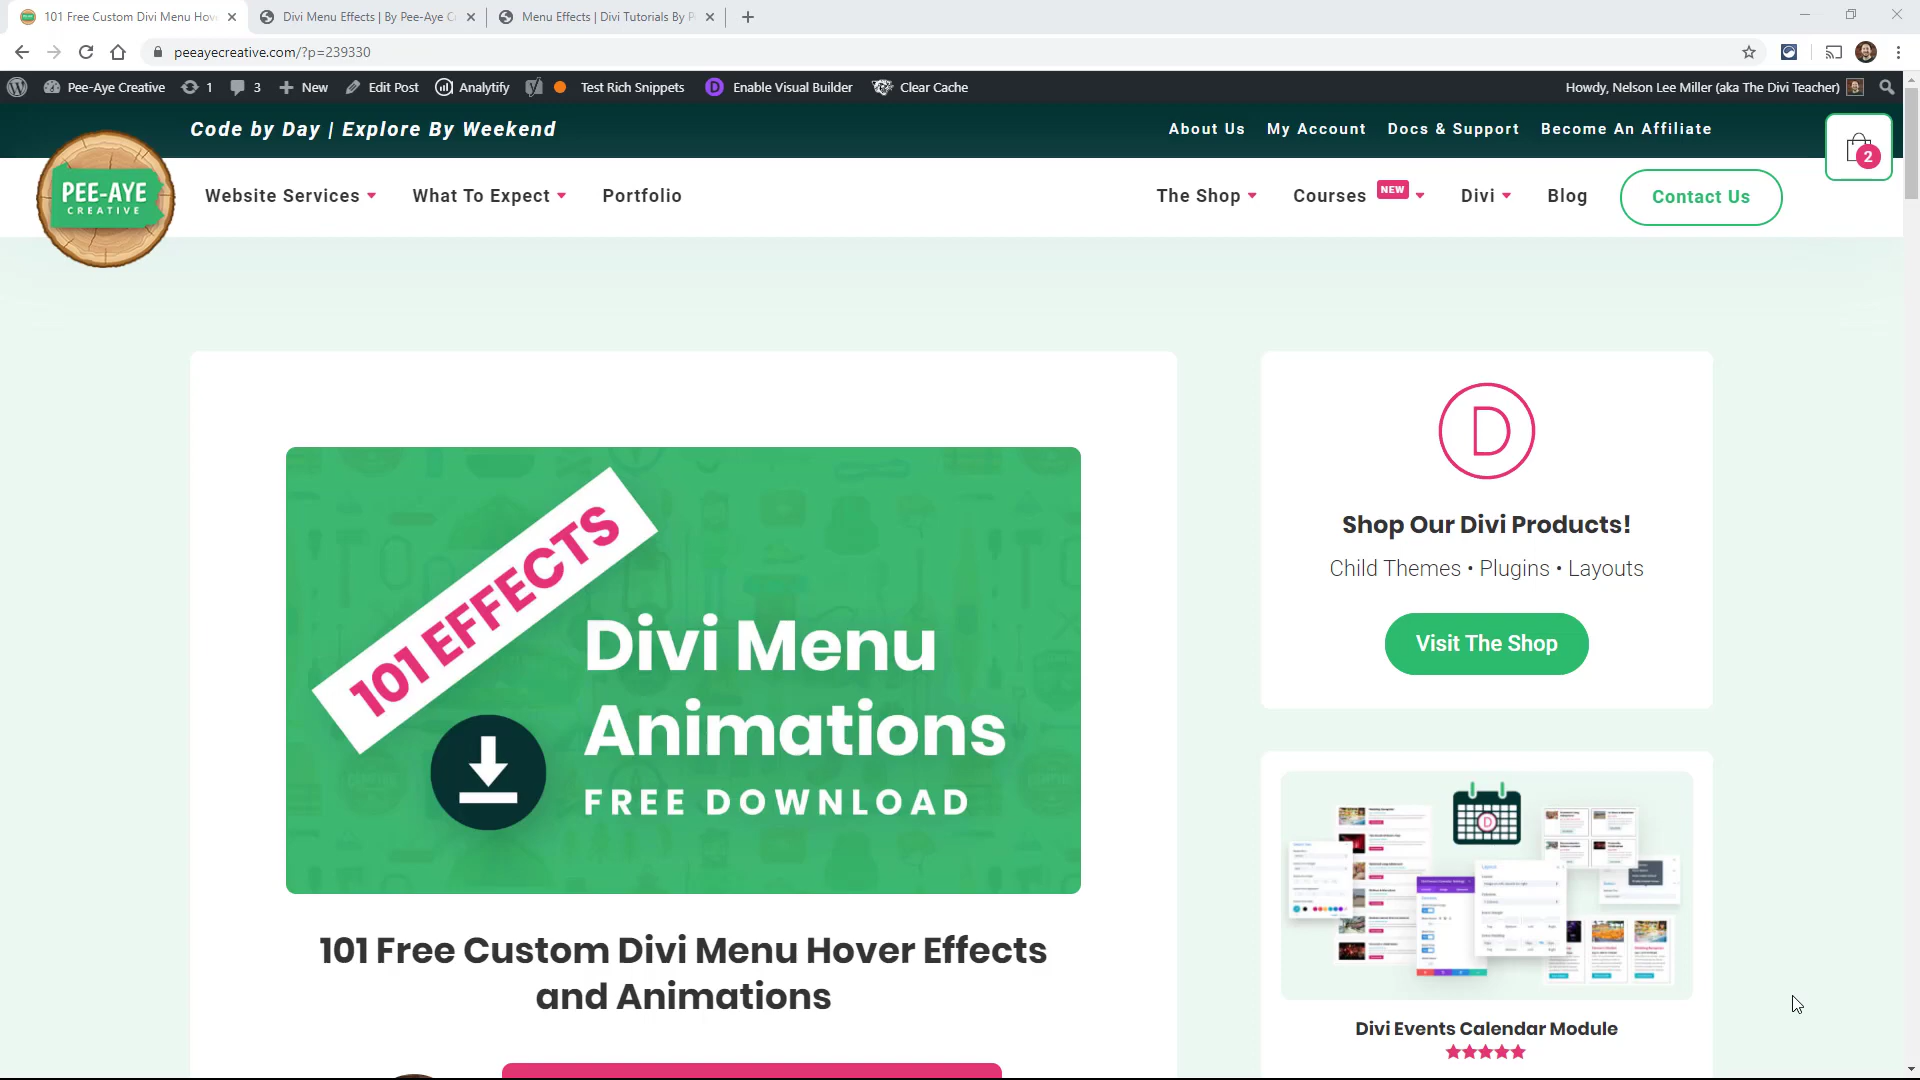 101 Free Custom Divi Menu Hov
Divi Menu Effects | By Pee-Aye C
Menu Effects | Divi Tutorials By P
peeayecreative.com/?p=239330
Pee-Aye Creative 1 3 New Edit Post Analytify Test Rich Snippets Enable Visual Builder Clear Cache
Howdy, Nelson Lee Miller (aka The Divi Teacher)
Code by Day | Explore By Weekend
About Us My Account Docs & Support Become An Affiliate
2
PEE-AYE
CREATIVE
Website Services What To Expect Portfolio
The Shop Courses NEW Divi Blog Contact Us
101 EFFECTS
Divi Menu
Animations
FREE DOWNLOAD
101 Free Custom Divi Menu Hover Effects
and Animations
D
Shop Our Divi Products!
Child Themes • Plugins • Layouts
Visit The Shop
D
Divi Events Calendar Module